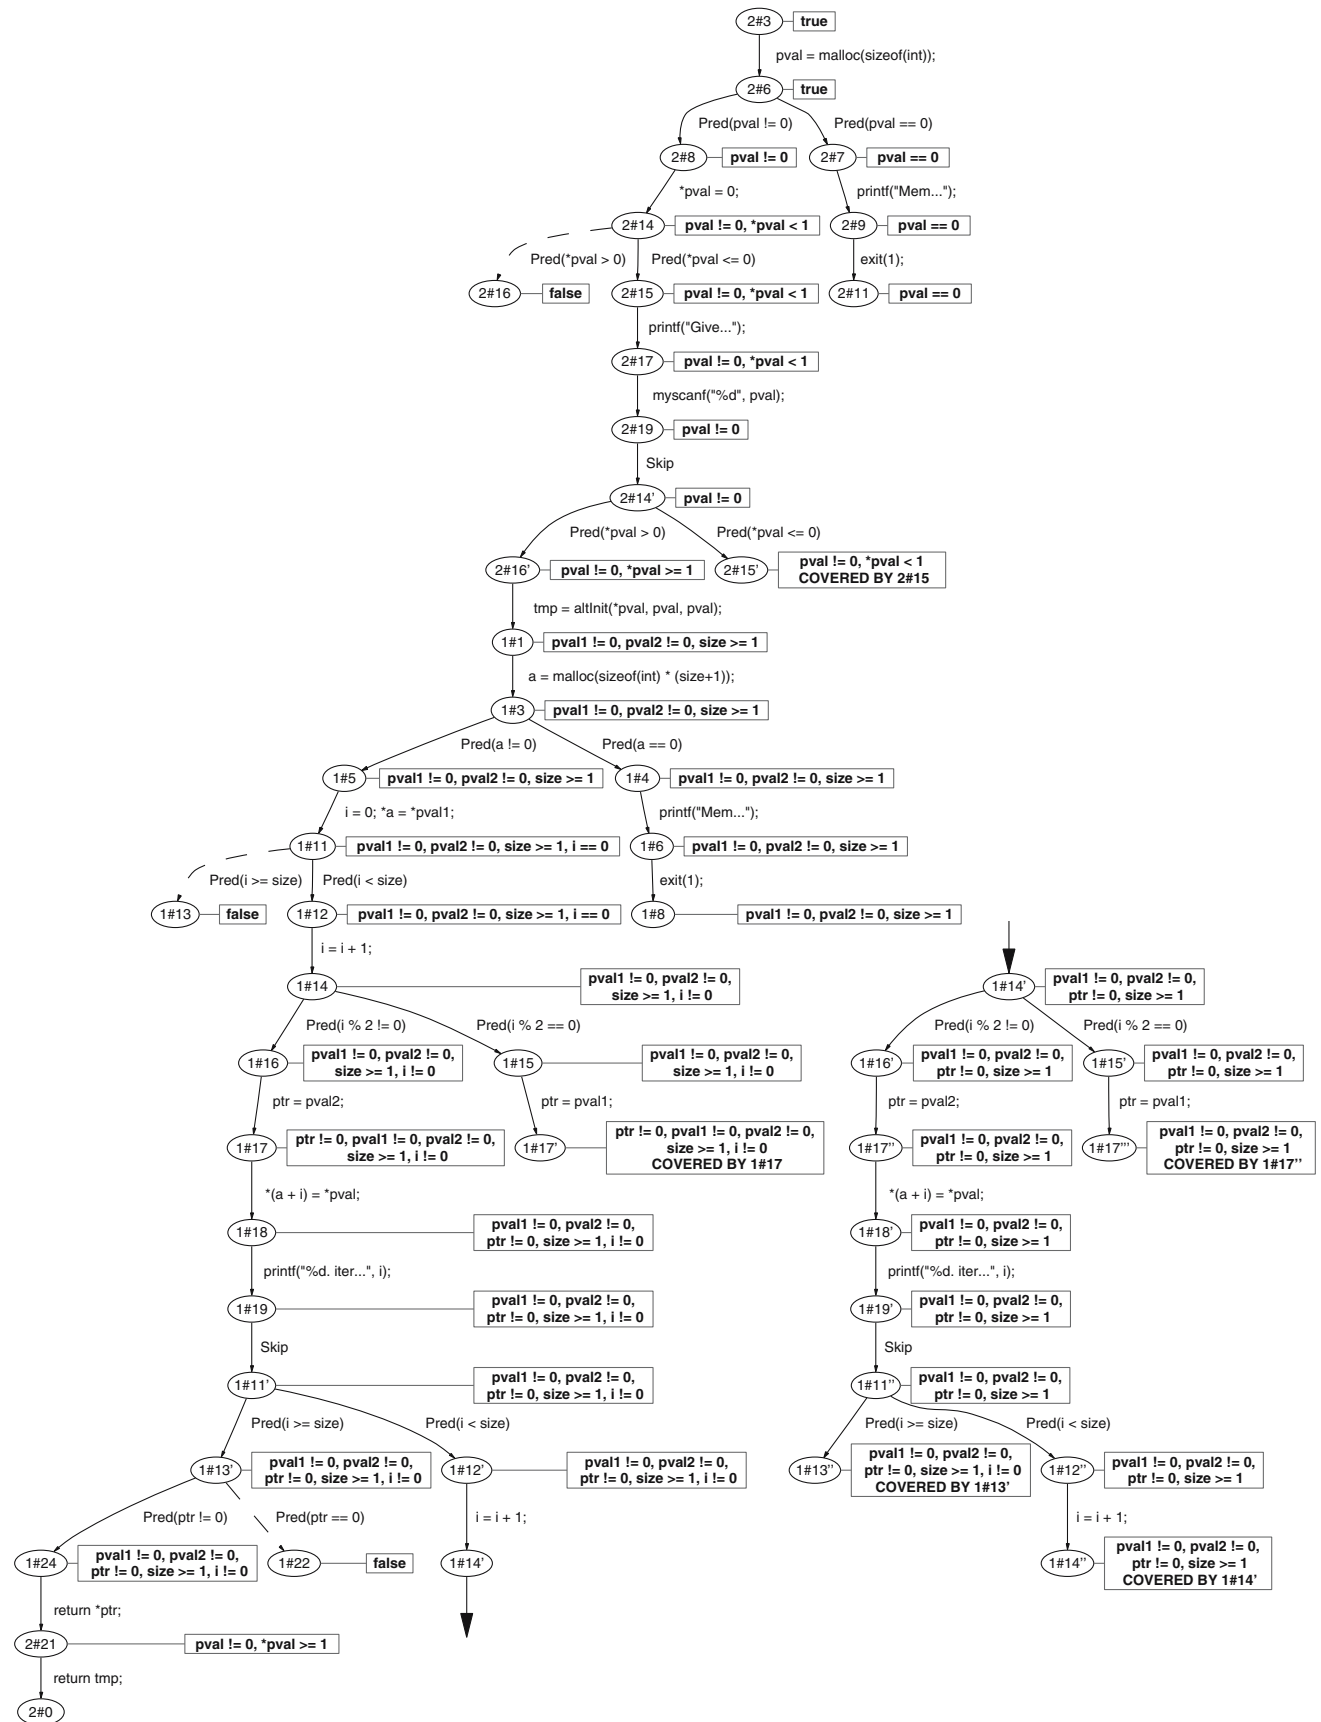 2#3
true
pval = malloc(sizeof(int));
2#6
true
Pred(pval != 0)
Pred(pval == 0)
2#8
pval != 0
2#7
pval == 0
*pval = 0;
printf("Mem...");
2#14
pval != 0, *pval < 1
2#9
pval == 0
Pred(*pval > 0)
Pred(*pval <= 0)
exit(1);
2#16
false
2#15
pval != 0, *pval < 1
2#11
pval == 0
printf("Give...");
2#17
pval != 0, *pval < 1
myscanf("%d", pval);
2#19
pval != 0
Skip
2#14'
pval != 0
Pred(*pval > 0)
Pred(*pval <= 0)
2#16'
pval != 0, *pval >= 1
2#15'
pval != 0, *pval < 1
COVERED BY 2#15
tmp = altInit(*pval, pval, pval);
1#1
pval1 != 0, pval2 != 0, size >= 1
a = malloc(sizeof(int) * (size+1));
1#3
pval1 != 0, pval2 != 0, size >= 1
Pred(a != 0)
Pred(a == 0)
1#5
pval1 != 0, pval2 != 0, size >= 1
1#4
pval1 != 0, pval2 != 0, size >= 1
i = 0; *a = *pval1;
printf("Mem...");
1#11
pval1 != 0, pval2 != 0, size >= 1, i == 0
1#6
pval1 != 0, pval2 != 0, size >= 1
Pred(i >= size)
Pred(i < size)
exit(1);
1#13
false
1#12
pval1 != 0, pval2 != 0, size >= 1, i == 0
1#8
pval1 != 0, pval2 != 0, size >= 1
i = i + 1;
1#14
pval1 != 0, pval2 != 0,
size >= 1, i != 0
Pred(i % 2 != 0)
Pred(i % 2 == 0)
1#16
pval1 != 0, pval2 != 0,
size >= 1, i != 0
1#15
pval1 != 0, pval2 != 0,
size >= 1, i != 0
ptr = pval2;
ptr = pval1;
1#17
ptr != 0, pval1 != 0, pval2 != 0,
size >= 1, i != 0
1#17'
ptr != 0, pval1 != 0, pval2 != 0,
size >= 1, i != 0
COVERED BY 1#17
*(a + i) = *pval;
1#18
pval1 != 0, pval2 != 0,
ptr != 0, size >= 1, i != 0
printf("%d. iter...", i);
1#19
pval1 != 0, pval2 != 0,
ptr != 0, size >= 1, i != 0
Skip
1#11'
pval1 != 0, pval2 != 0,
ptr != 0, size >= 1, i != 0
Pred(i >= size)
Pred(i < size)
1#13'
pval1 != 0, pval2 != 0,
ptr != 0, size >= 1, i != 0
1#12'
pval1 != 0, pval2 != 0,
ptr != 0, size >= 1, i != 0
Pred(ptr != 0)
Pred(ptr == 0)
i = i + 1;
1#24
pval1 != 0, pval2 != 0,
ptr != 0, size >= 1, i != 0
1#22
false
1#14'
return *ptr;
2#21
pval != 0, *pval >= 1
return tmp;
2#0
1#14'
pval1 != 0, pval2 != 0,
ptr != 0, size >= 1
Pred(i % 2 != 0)
Pred(i % 2 == 0)
1#16'
pval1 != 0, pval2 != 0,
ptr != 0, size >= 1
1#15'
pval1 != 0, pval2 != 0,
ptr != 0, size >= 1
ptr = pval2;
ptr = pval1;
1#17''
pval1 != 0, pval2 != 0,
ptr != 0, size >= 1
1#17'''
pval1 != 0, pval2 != 0,
ptr != 0, size >= 1
COVERED BY 1#17''
*(a + i) = *pval;
1#18'
pval1 != 0, pval2 != 0,
ptr != 0, size >= 1
printf("%d. iter...", i);
1#19'
pval1 != 0, pval2 != 0,
ptr != 0, size >= 1
Skip
1#11''
pval1 != 0, pval2 != 0,
ptr != 0, size >= 1
Pred(i >= size)
Pred(i < size)
1#13''
pval1 != 0, pval2 != 0,
ptr != 0, size >= 1, i != 0
COVERED BY 1#13'
1#12''
pval1 != 0, pval2 != 0,
ptr != 0, size >= 1
i = i + 1;
1#14''
pval1 != 0, pval2 != 0,
ptr != 0, size >= 1
COVERED BY 1#14'